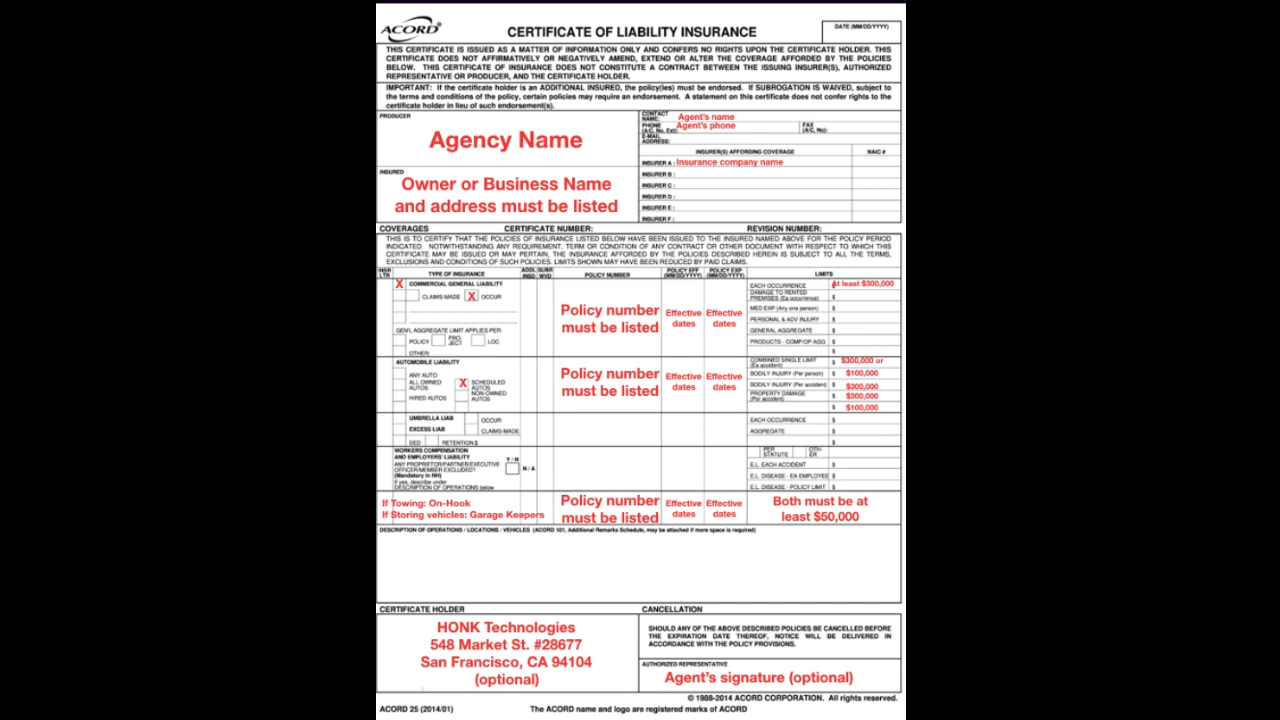 ACORD®
CERTIFICATE OF LIABILITY INSURANCE
DATE (MM/DD/YYYY)
THIS CERTIFICATE IS ISSUED AS A MATTER OF INFORMATION ONLY AND CONFERS NO RIGHTS UPON THE CERTIFICATE HOLDER. THIS
CERTIFICATE DOES NOT AFFIRMATIVELY OR NEGATIVELY AMEND, EXTEND OR ALTER THE COVERAGE AFFORDED BY THE POLICIES
BELOW. THIS CERTIFICATE OF INSURANCE DOES NOT CONSTITUTE A CONTRACT BETWEEN THE ISSUING INSURER(S), AUTHORIZED
REPRESENTATIVE OR PRODUCER, AND THE CERTIFICATE HOLDER.
IMPORTANT: If the certificate holder is an ADDITIONAL INSURED, the policy(ies) must be endorsed. If SUBROGATION IS WAIVED, subject to
the terms and conditions of the policy, certain policies may require an endorsement. A statement on this certificate does not confer rights to the
certificate holder in lieu of such endorsement(s).
PRODUCER
Agency Name
CONTACT NAME: Agent's name
PHONE (A/C, No, Ext): Agent's phone
FAX (A/C, No):
E-MAIL ADDRESS:
INSURER(S) AFFORDING COVERAGE NAIC #
INSURER A : Insurance company name
INSURED
Owner or Business Name
and address must be listed
INSURER B :
INSURER C :
INSURER D :
INSURER E :
INSURER F :
COVERAGES CERTIFICATE NUMBER: REVISION NUMBER:
THIS IS TO CERTIFY THAT THE POLICIES OF INSURANCE LISTED BELOW HAVE BEEN ISSUED TO THE INSURED NAMED ABOVE FOR THE POLICY PERIOD
INDICATED. NOTWITHSTANDING ANY REQUIREMENT, TERM OR CONDITION OF ANY CONTRACT OR OTHER DOCUMENT WITH RESPECT TO WHICH THIS
CERTIFICATE MAY BE ISSUED OR MAY PERTAIN, THE INSURANCE AFFORDED BY THE POLICIES DESCRIBED HEREIN IS SUBJECT TO ALL THE TERMS,
EXCLUSIONS AND CONDITIONS OF SUCH POLICIES. LIMITS SHOWN MAY HAVE BEEN REDUCED BY PAID CLAIMS.
INSR LTR TYPE OF INSURANCE ADDL INSD SUBR WVD POLICY NUMBER POLICY EFF (MM/DD/YYYY) POLICY EXP (MM/DD/YYYY) LIMITS
X COMMERCIAL GENERAL LIABILITY
CLAIMS-MADE X OCCUR
GEN'L AGGREGATE LIMIT APPLIES PER:
POLICY PRO-JECT LOC
OTHER:
Policy number
must be listed
Effective
dates
Effective
dates
EACH OCCURRENCE $ At least $300,000
DAMAGE TO RENTED PREMISES (Ea occurrence) $
MED EXP (Any one person) $
PERSONAL & ADV INJURY $
GENERAL AGGREGATE $
PRODUCTS - COMP/OP AGG $
$
AUTOMOBILE LIABILITY
ANY AUTO
ALL OWNED AUTOS X SCHEDULED AUTOS
HIRED AUTOS NON-OWNED AUTOS
Policy number
must be listed
Effective
dates
Effective
dates
COMBINED SINGLE LIMIT (Ea accident) $ $300,000 or
BODILY INJURY (Per person) $ $100,000
BODILY INJURY (Per accident) $ $300,000
PROPERTY DAMAGE (Per accident) $ $300,000
$ $100,000
UMBRELLA LIAB OCCUR
EXCESS LIAB CLAIMS-MADE
DED RETENTION $
EACH OCCURRENCE $
AGGREGATE $
$
WORKERS COMPENSATION
AND EMPLOYERS' LIABILITY Y / N
ANY PROPRIETOR/PARTNER/EXECUTIVE
OFFICER/MEMBER EXCLUDED? N / A
(Mandatory in NH)
If yes, describe under
DESCRIPTION OF OPERATIONS below
PER STATUTE OTH-ER
E.L. EACH ACCIDENT $
E.L. DISEASE - EA EMPLOYEE $
E.L. DISEASE - POLICY LIMIT $
If Towing: On-Hook
If Storing vehicles: Garage Keepers
Policy number
must be listed
Effective
dates
Effective
dates
Both must be at
least $50,000
DESCRIPTION OF OPERATIONS / LOCATIONS / VEHICLES (ACORD 101, Additional Remarks Schedule, may be attached if more space is required)
CERTIFICATE HOLDER
HONK Technologies
548 Market St. #28677
San Francisco, CA 94104
(optional)
CANCELLATION
SHOULD ANY OF THE ABOVE DESCRIBED POLICIES BE CANCELLED BEFORE
THE EXPIRATION DATE THEREOF, NOTICE WILL BE DELIVERED IN
ACCORDANCE WITH THE POLICY PROVISIONS.
AUTHORIZED REPRESENTATIVE
Agent's signature (optional)
© 1988-2014 ACORD CORPORATION. All rights reserved.
ACORD 25 (2014/01) The ACORD name and logo are registered marks of ACORD